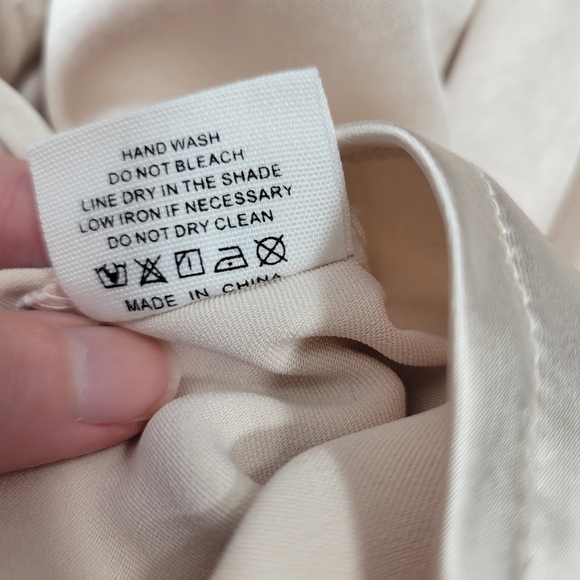 HAND WASH
DO NOT BLEACH
LINE DRY IN THE SHADE
LOW IRON IF NECESSARY
DO NOT DRY CLEAN
MADE IN CHINA